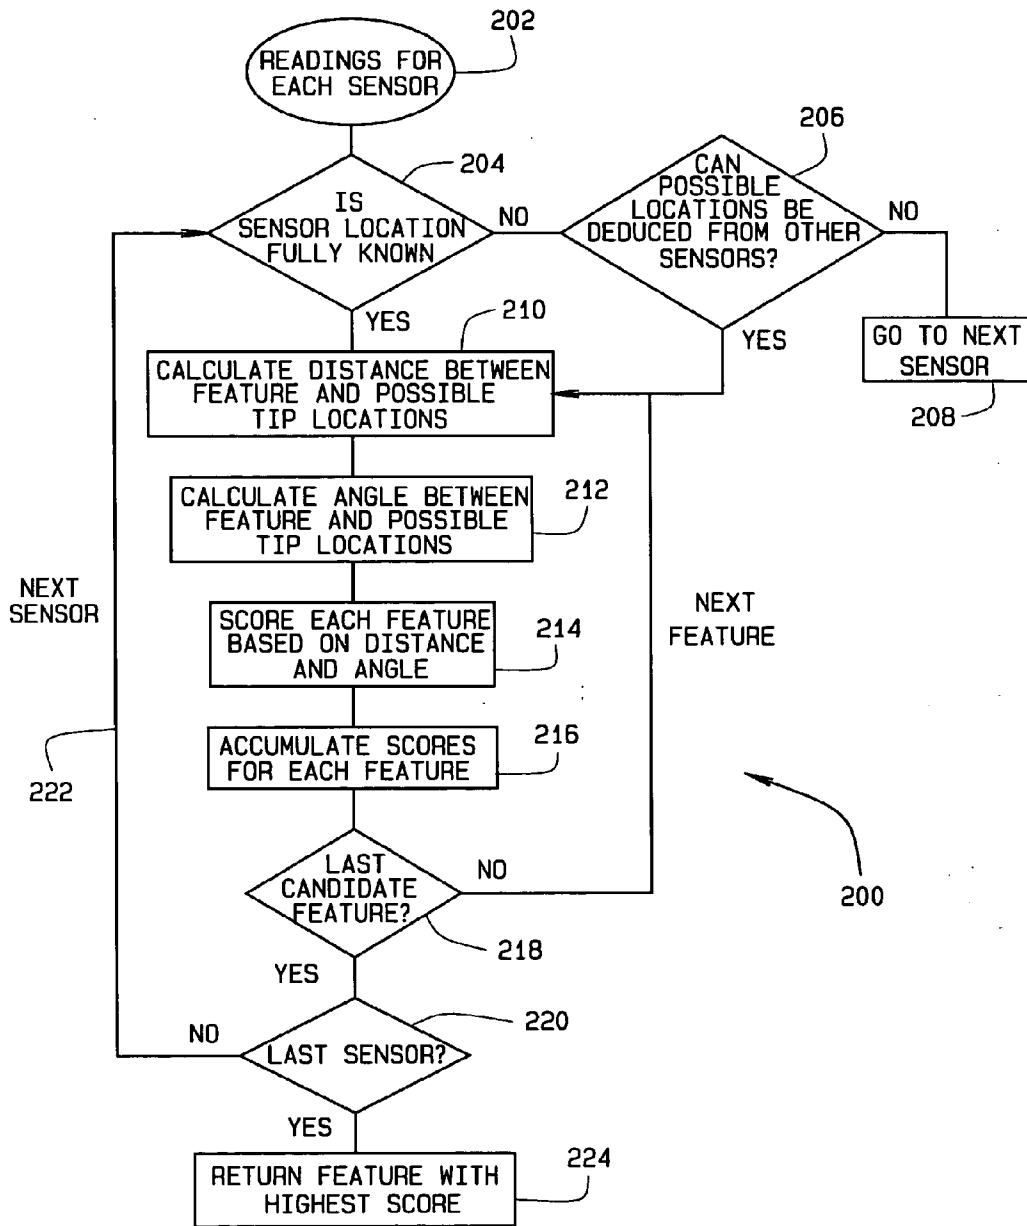 202
READINGS FOR
EACH SENSOR
204
IS
SENSOR LOCATION
FULLY KNOWN
NO
206
CAN
POSSIBLE
LOCATIONS BE
DEDUCED FROM OTHER
SENSORS?
NO
YES
YES
GO TO NEXT
SENSOR
208
210
CALCULATE DISTANCE BETWEEN
FEATURE AND POSSIBLE
TIP LOCATIONS
CALCULATE ANGLE BETWEEN
FEATURE AND POSSIBLE
TIP LOCATIONS
212
NEXT
SENSOR
NEXT
FEATURE
SCORE EACH FEATURE
BASED ON DISTANCE
AND ANGLE
214
ACCUMULATE SCORES
FOR EACH FEATURE
216
222
LAST
CANDIDATE
FEATURE?
NO
218
200
YES
220
NO
LAST SENSOR?
YES
224
RETURN FEATURE WITH
HIGHEST SCORE